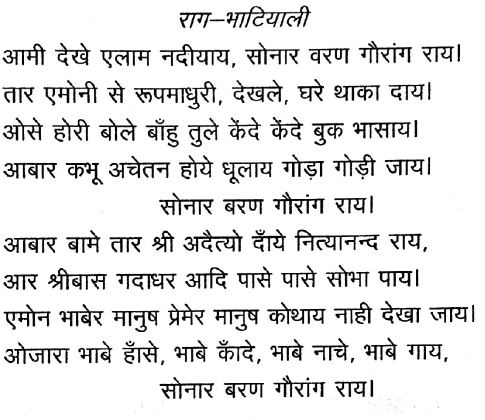 राग–भाटियाली
आमी देखे एलाम नदीयाय, सोनार वरण गौरांग राय।
तार एमोनी से रूपमाधुरी, देखले, घरे थाका दाय।
ओसे होरी बोले बाँहु तुले केंदे केंदे बुक भासाय।
आबार कभू अचेतन होये धूलाय गोड़ा गोड़ी जाय।
सोनार बरण गौरांग राय।
आबार बामे तार श्री अदैत्यो दाँये नित्यानन्द राय,
आर श्रीबास गदाधर आदि पासे पासे सोभा पाय।
एमोन भाबेर मानुष प्रेमेर मानुष कोथाय नाही देखा जाय।
ओजारा भाबे हाँसे, भाबे काँदे, भाबे नाचे, भाबे गाय,
सोनार बरण गौरांग राय।